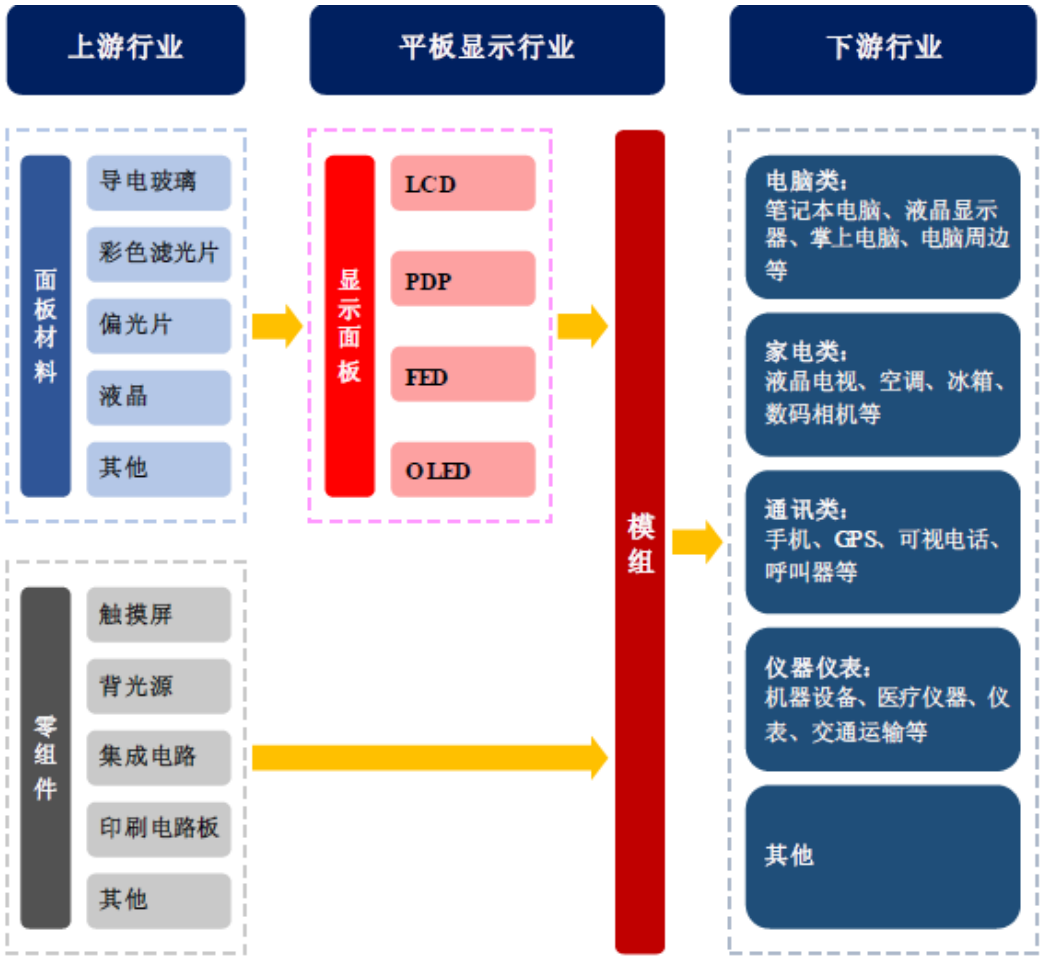 上游行业
平板显示行业
下游行业
面板材料
导电玻璃
彩色滤光片
偏光片
液晶
其他
显示面板
LCD
PDP
FED
OLED
零组件
触摸屏
背光源
集成电路
印刷电路板
其他
模组
电脑类：
笔记本电脑、液晶显示
器、掌上电脑、电脑周边
等
家电类：
液晶电视、空调、冰箱、
数码相机等
通讯类：
手机、GPS、可视电话、
呼叫器等
仪器仪表：
机器设备、医疗仪器、仪
表、交通运输等
其他